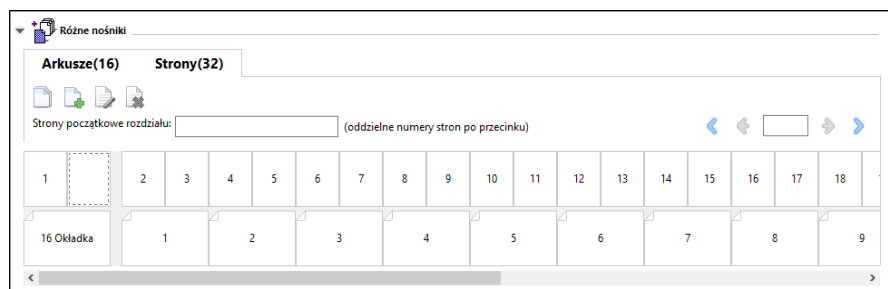 Różne nośniki
Arkusze(16) Strony(32)
Strony początkowe rozdziału: (oddzielne numery stron po przecinku)
1 2 3 4 5 6 7 8 9 10 11 12 13 14 15 16 17 18
16 Okładka 1 2 3 4 5 6 7 8 9